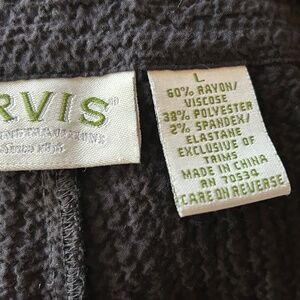 RVIS®
L
60% RAYON/
VISCOSE
38% POLYESTER
2% SPANDEX/
ELASTANE
EXCLUSIVE OF
TRIMS
MADE IN CHINA
RN 70534
CARE ON REVERSE